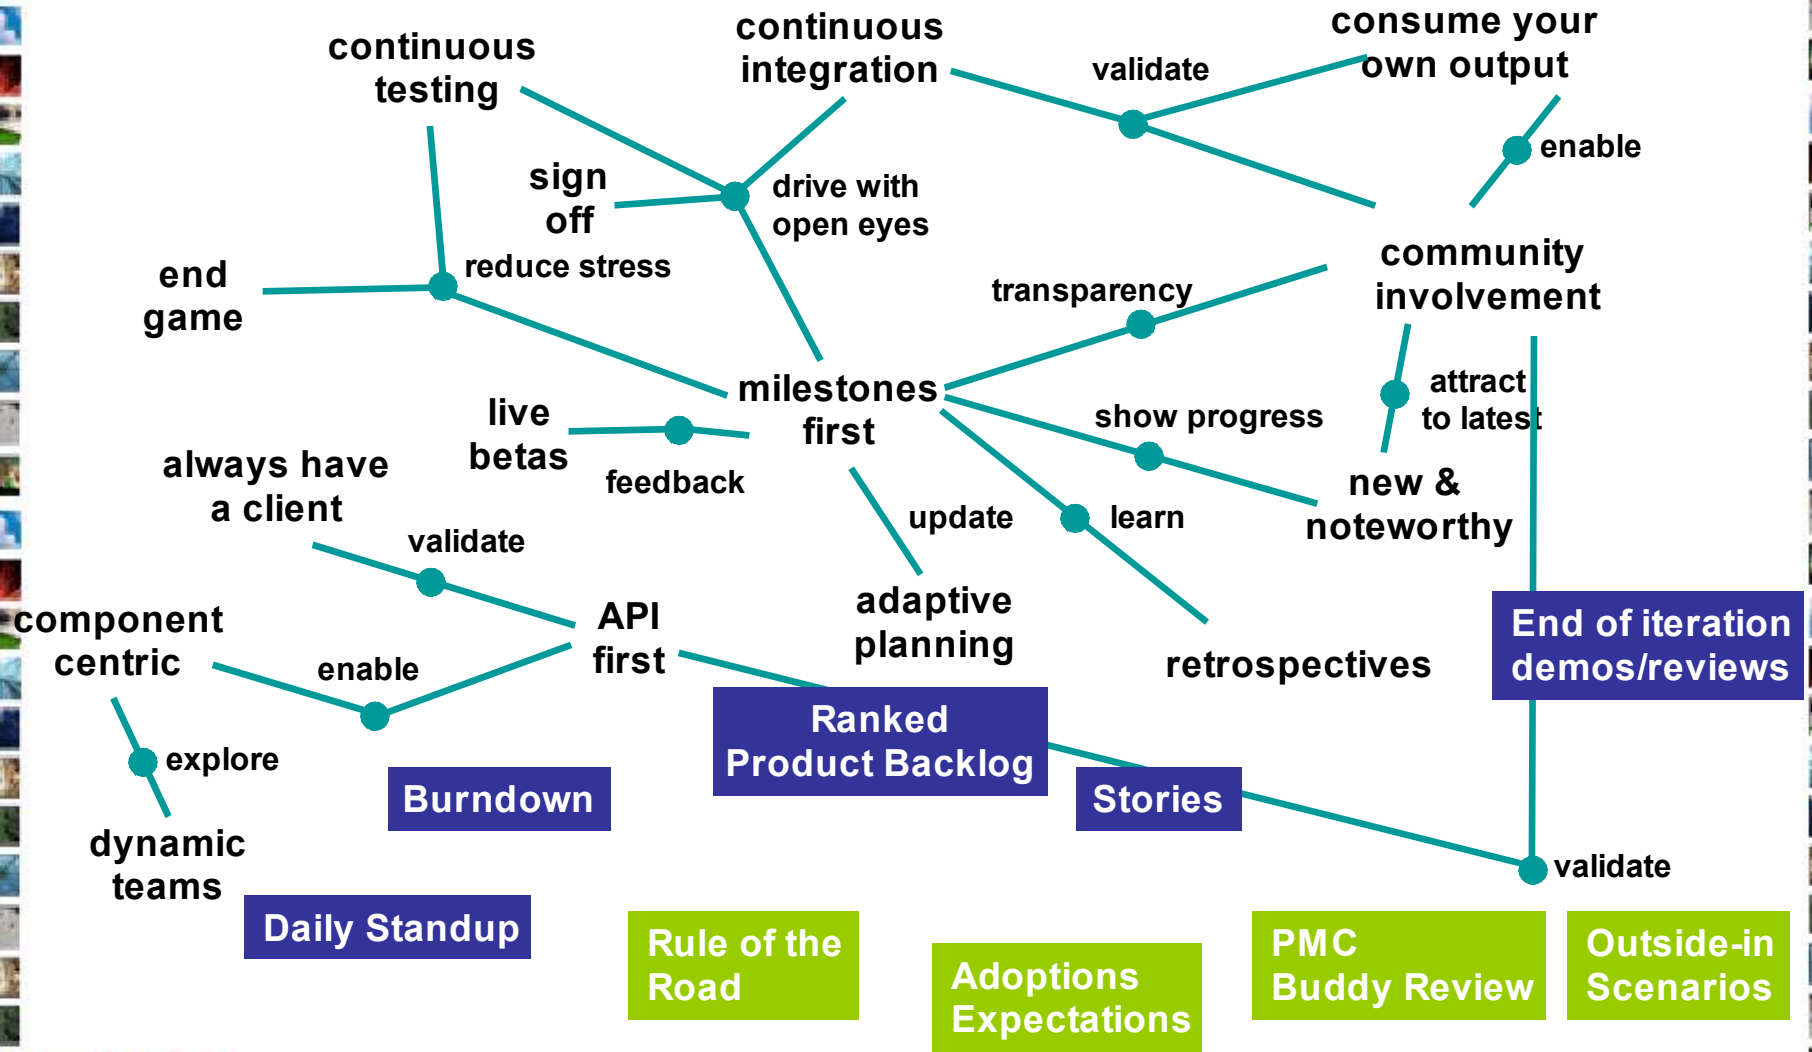 continuous
testing
continuous
integration
validate
consume your
own output
enable
sign
off
drive with
open eyes
reduce stress
end
game
community
involvement
transparency
milestones
first
attract
to latest
show progress
live
betas
feedback
always have
a client
new &
noteworthy
update
learn
validate
component
centric
API
first
adaptive
planning
retrospectives
End of iteration
demos/reviews
enable
Ranked
Product Backlog
explore
Burndown
Stories
dynamic
teams
validate
Daily Standup
Rule of the
Road
Adoptions
Expectations
PMC
Buddy Review
Outside-in
Scenarios